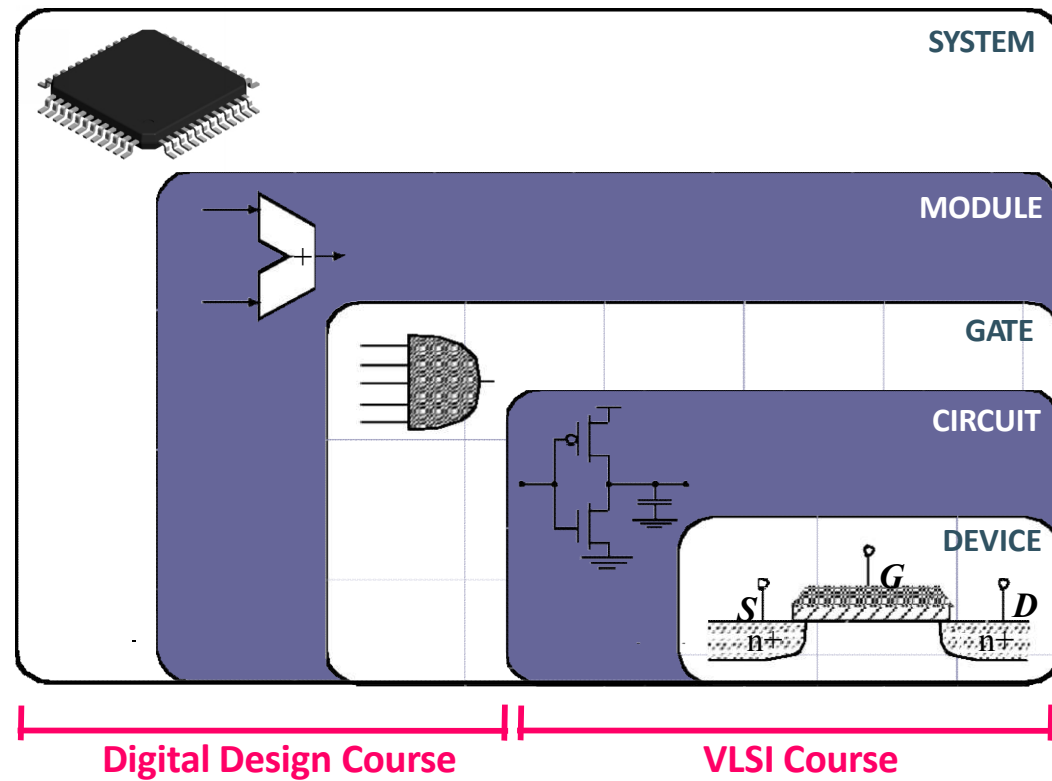 SYSTEM
MODULE
+
GATE
CIRCUIT
DEVICE
G
S
D
n+
n+
Digital Design Course
VLSI Course